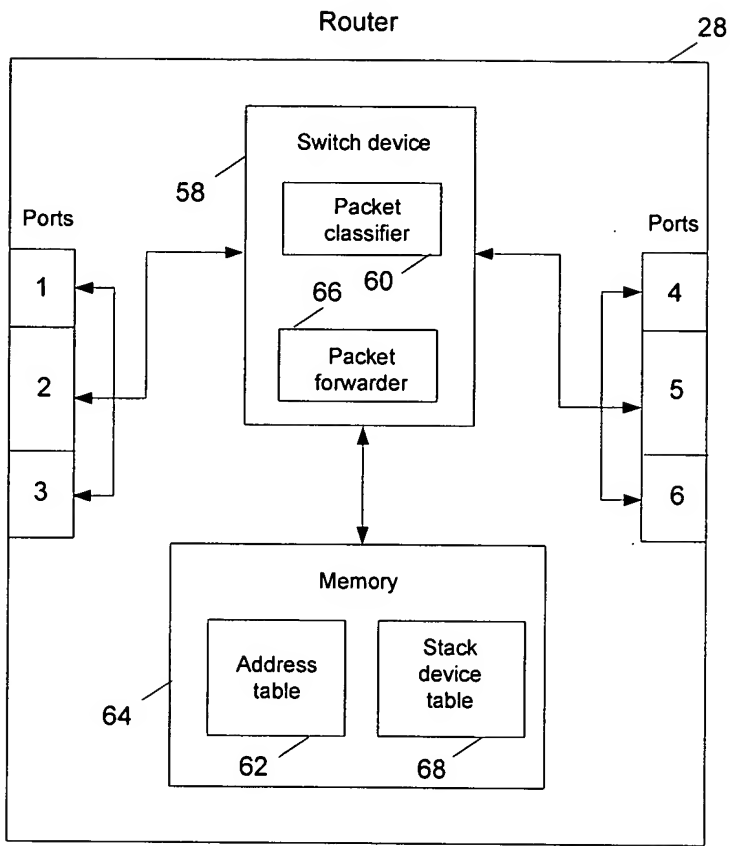 Router
28
Switch device
58
Ports
Ports
Packet
classifier
1
60
4
66
2
Packet
forwarder
5
3
6
Memory
Address
table
Stack
device
table
64
62
68